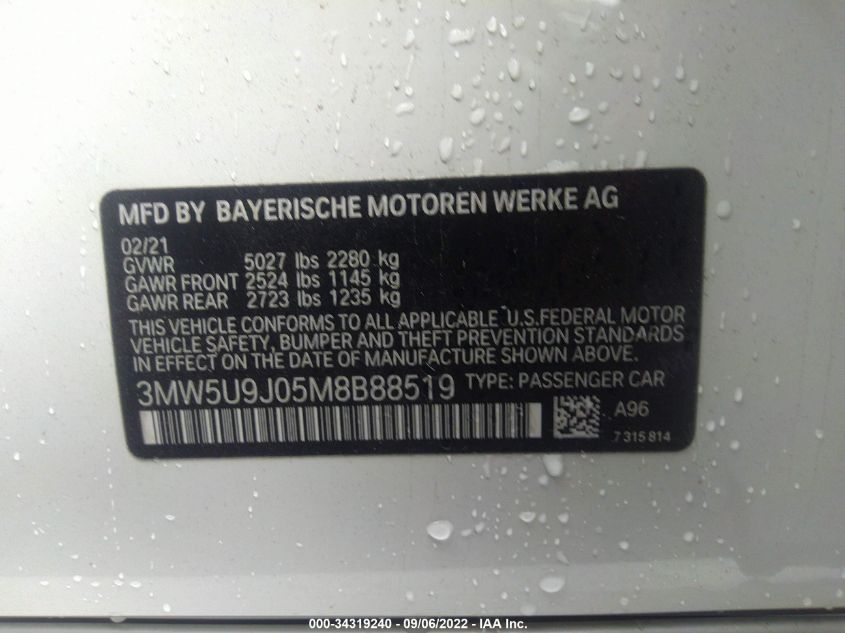 MFD BY BAYERISCHE MOTOREN WERKE AG
02/21
GVWR 5027 lbs 2280 kg
GAWR FRONT 2524 lbs 1145 kg
GAWR REAR 2723 lbs 1235 kg
THIS VEHICLE CONFORMS TO ALL APPLICABLE U.S.FEDERAL MOTOR
VEHICLE SAFETY, BUMPER AND THEFT PREVENTION STANDARDS
IN EFFECT ON THE DATE OF MANUFACTURE SHOWN ABOVE.
3MW5U9J05M8B88519 TYPE: PASSENGER CAR
A96
7 315 814
000-34319240 - 09/06/2022 - IAA Inc.